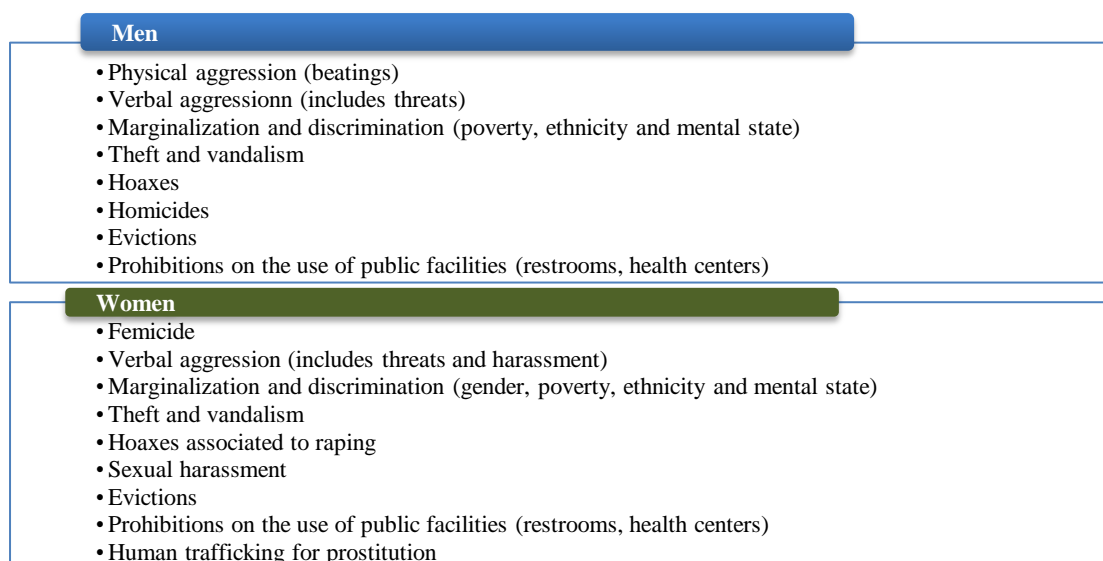 Men
• Physical aggression (beatings)
• Verbal aggressionn (includes threats)
• Marginalization and discrimination (poverty, ethnicity and mental state)
• Theft and vandalism
• Hoaxes
• Homicides
• Evictions
• Prohibitions on the use of public facilities (restrooms, health centers)
Women
• Femicide
• Verbal aggression (includes threats and harassment)
• Marginalization and discrimination (gender, poverty, ethnicity and mental state)
• Theft and vandalism
• Hoaxes associated to raping
• Sexual harassment
• Evictions
• Prohibitions on the use of public facilities (restrooms, health centers)
• Human trafficking for prostitution